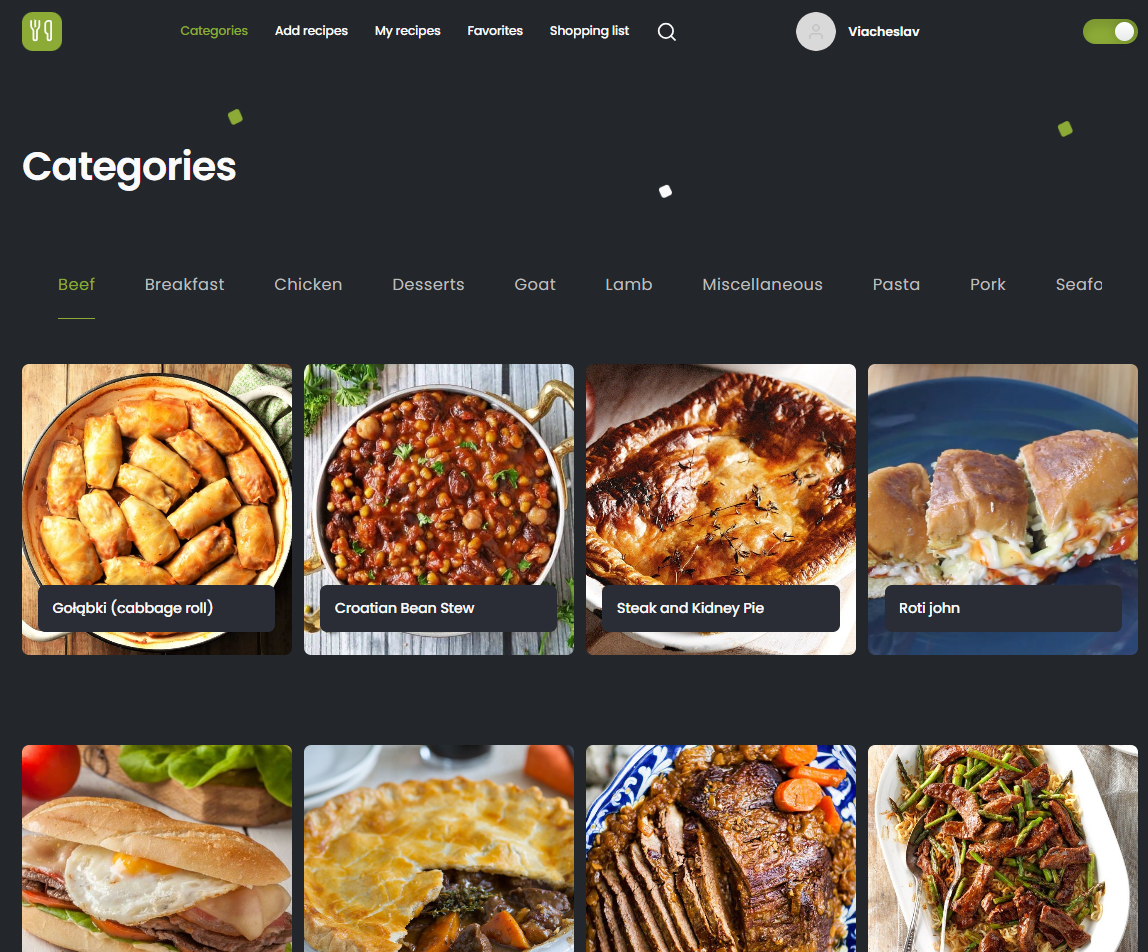 Categories Add recipes My recipes Favorites Shopping list Viacheslav
Categories
Beef Breakfast Chicken Desserts Goat Lamb Miscellaneous Pasta Pork Seafo
Gołąbki (cabbage roll) Croatian Bean Stew Steak and Kidney Pie Roti john